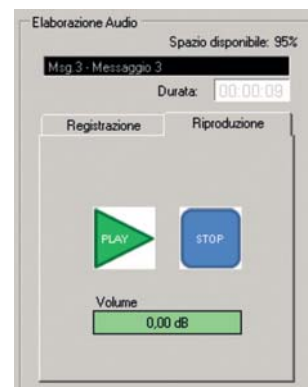 Elaborazione Audio
Spazio disponibile: 95%
Msg.3 - Messaggio 3
Durata: 00:00:09
Registrazione Riproduzione
PLAY STOP
Volume
0,00 dB